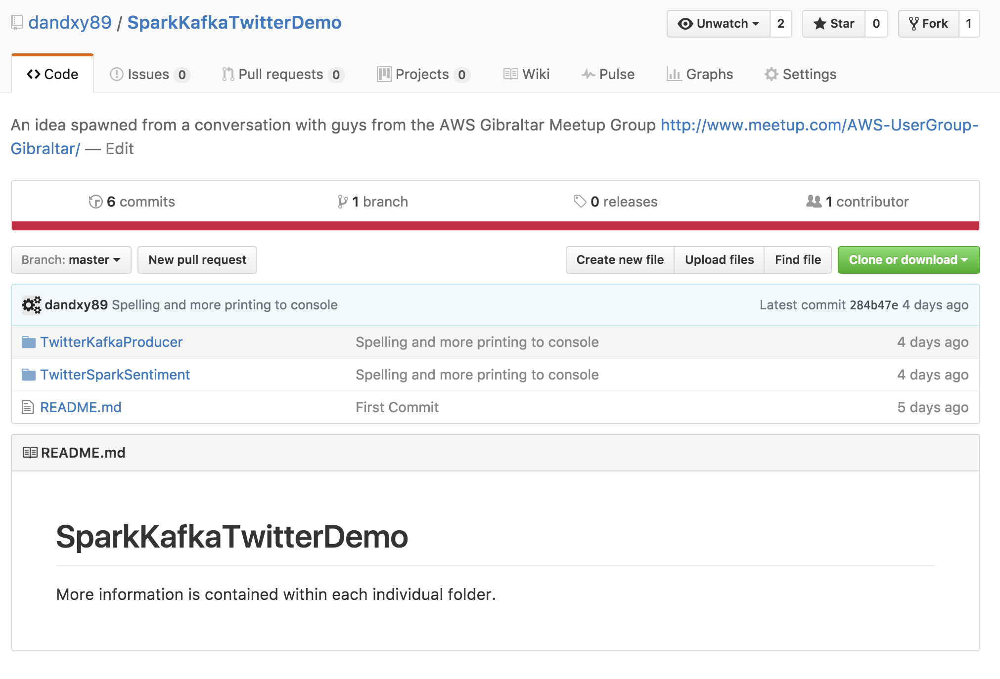 dandxy89 / SparkKafkaTwitterDemo
Unwatch 2 Star 0 Fork 1
Code Issues 0 Pull requests 0 Projects 0 Wiki Pulse Graphs Settings
An idea spawned from a conversation with guys from the AWS Gibraltar Meetup Group http://www.meetup.com/AWS-UserGroup-
Gibraltar/ — Edit
6 commits 1 branch 0 releases 1 contributor
Branch: master New pull request Create new file Upload files Find file Clone or download
dandxy89 Spelling and more printing to console Latest commit 284b47e 4 days ago
TwitterKafkaProducer Spelling and more printing to console 4 days ago
TwitterSparkSentiment Spelling and more printing to console 4 days ago
README.md First Commit 5 days ago
README.md
SparkKafkaTwitterDemo
More information is contained within each individual folder.